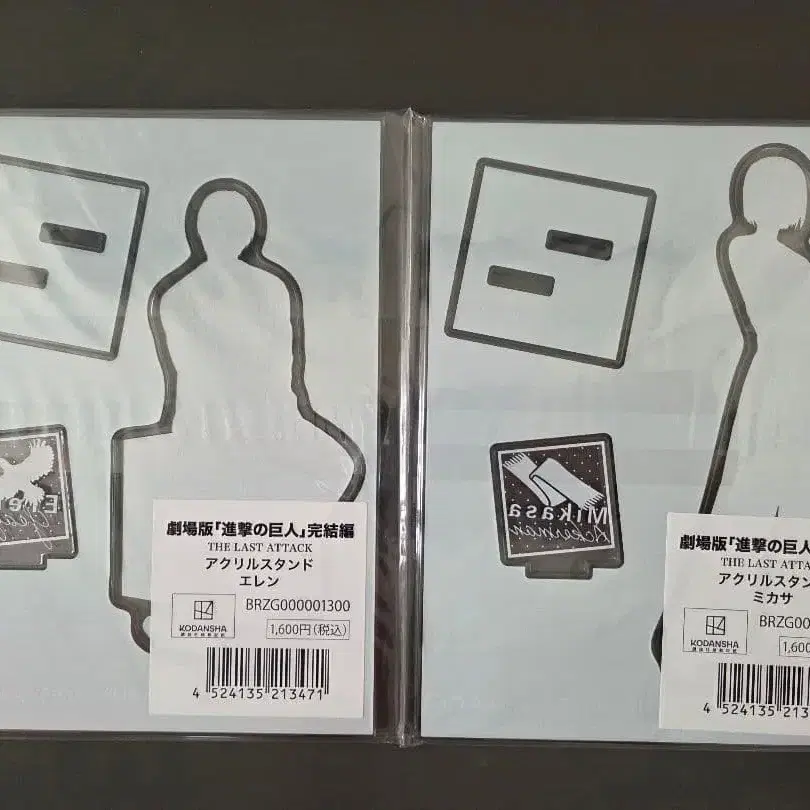 Mikasa
Ackerman
劇場版「進撃の巨人」完結編
THE LAST ATTACK
アクリルスタンド
エレン
KODANSHA
BRZG000001300
1,600円(税込)
4 524135 213471
劇場版「進撃の巨人
THE LAST ATTA
アクリルスタン
ミカサ
KODANSHA
BRZG00
1,600
4 524135 213